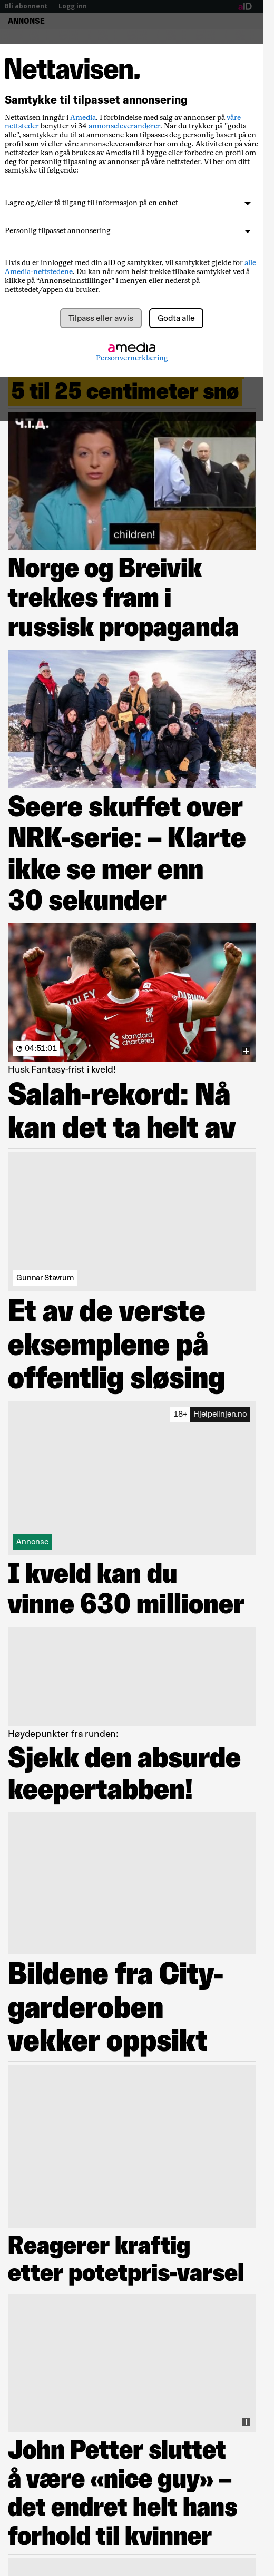 Bli abonnent | Logg inn
aID
ANNONSE
Nettavisen.
Samtykke til tilpasset annonsering
Nettavisen inngår i Amedia. I forbindelse med salg av annonser på våre
nettsteder benytter vi 34 annonseleverandører. Når du trykker på "godta
alle", samtykker du til at annonsene kan tilpasses deg personlig basert på en
profil som vi eller våre annonseleverandører har om deg. Aktiviteten på våre
nettsteder kan også brukes av Amedia til å bygge eller forbedre en profil om
deg for personlig tilpasning av annonser på våre nettsteder. Vi ber om ditt
samtykke til følgende:
Lagre og/eller få tilgang til informasjon på en enhet
Personlig tilpasset annonsering
Hvis du er innlogget med din aID og samtykker, vil samtykket gjelde for alle
Amedia-nettstedene. Du kan når som helst trekke tilbake samtykket ved å
klikke på “Annonseinnstillinger” i menyen nederst på
nettstedet/appen du bruker.
Tilpass eller avvis
Godta alle
amedia
Personvernerklæring
5 til 25 centimeter snø
Ч.Т.Д.
children!
Norge og Breivik
trekkes fram i
russisk propaganda
Seere skuffet over
NRK-serie: – Klarte
ikke se mer enn
30 sekunder
standard
chartered
04:51:01
Husk Fantasy-frist i kveld!
Salah-rekord: Nå
kan det ta helt av
Gunnar Stavrum
Et av de verste
eksemplene på
offentlig sløsing
18+ Hjelpelinjen.no
Annonse
I kveld kan du
vinne 630 millioner
Høydepunkter fra runden:
Sjekk den absurde
keepertabben!
Bildene fra City-
garderoben
vekker oppsikt
Reagerer kraftig
etter potetpris-varsel
John Petter sluttet
å være «nice guy» –
det endret helt hans
forhold til kvinner